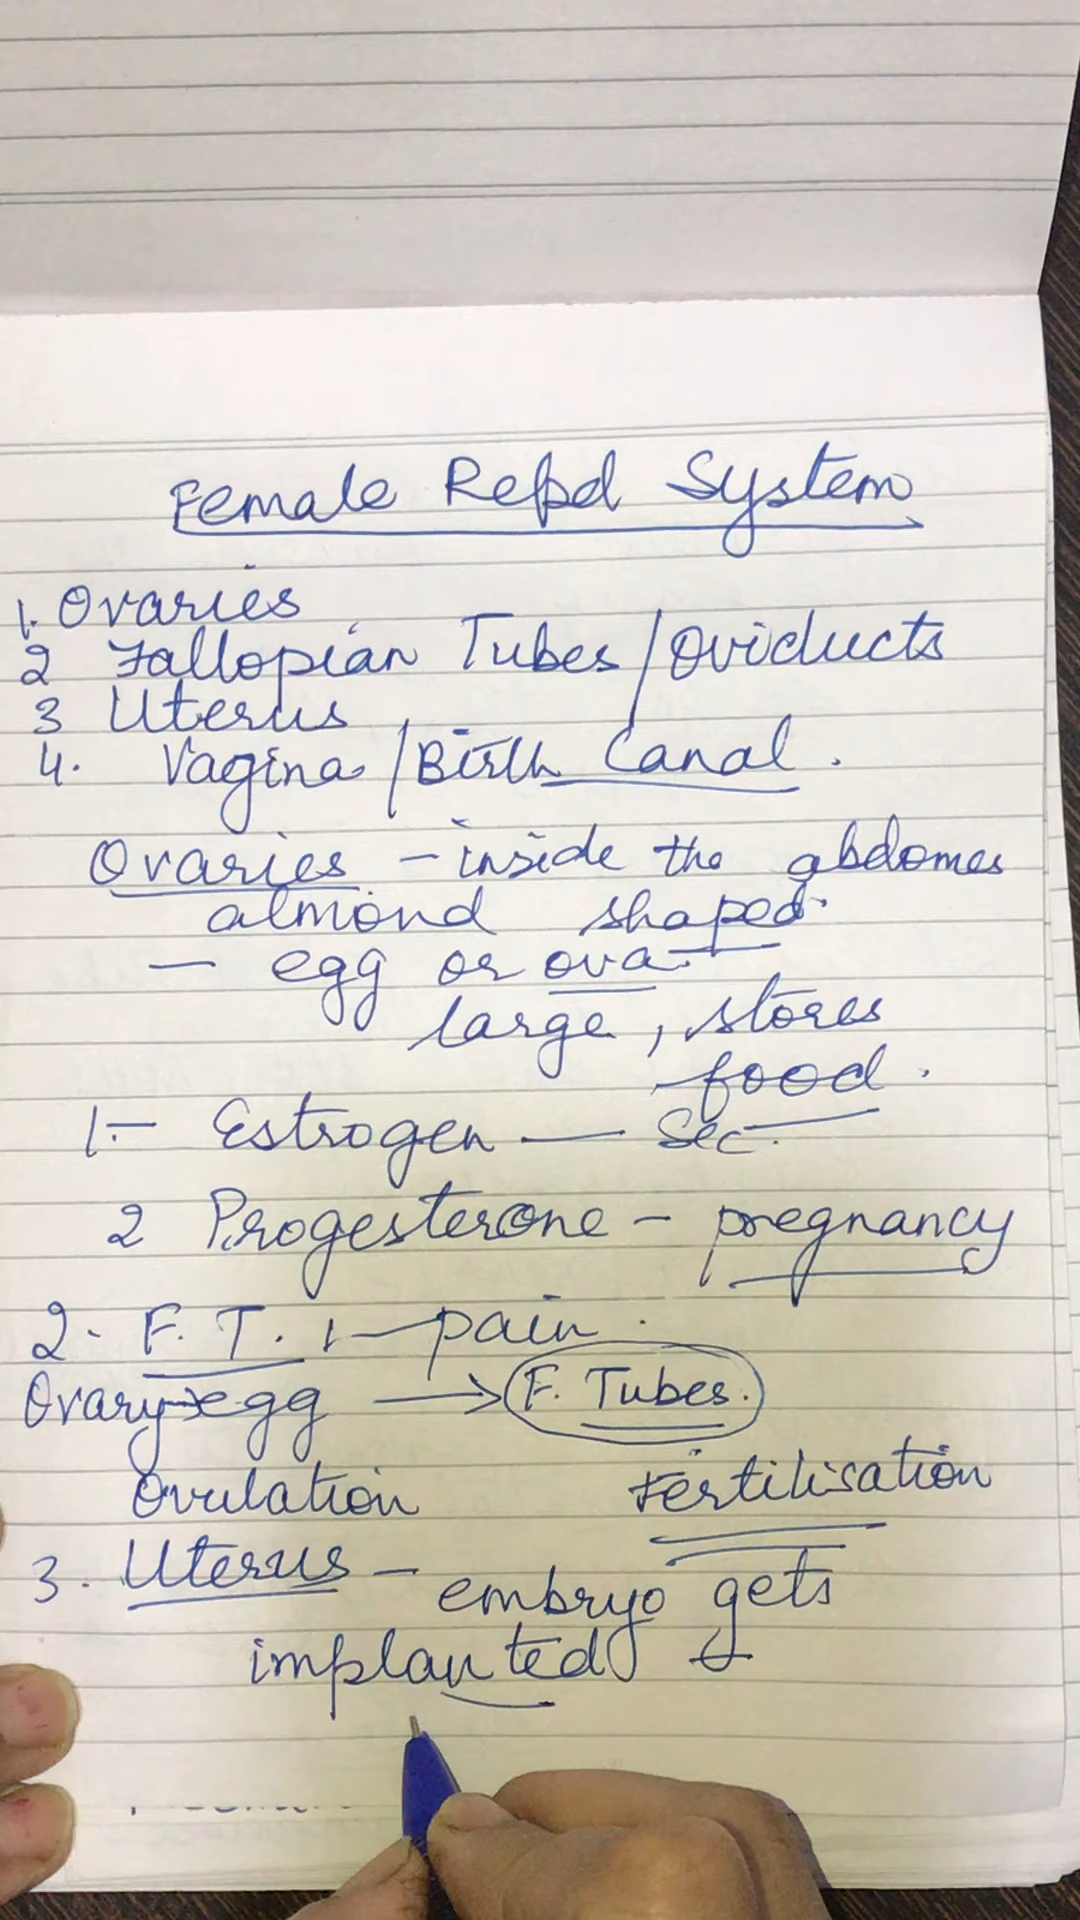 Female Repd System
1. Ovaries
2 Fallopian Tubes / Oviducts
3 Uterus
4. Vagina / Birth Canal.
Ovaries - inside the abdomes
almond shaped.
- egg or ova
large, stores
food.
1. - Estrogen — Sec.
2 Progesterone - pregnancy
2. F. T. 1 — pain.
Ovary → egg → F. Tubes.
Ovulation Fertilisation
3. Uterus - embryo gets
implanted